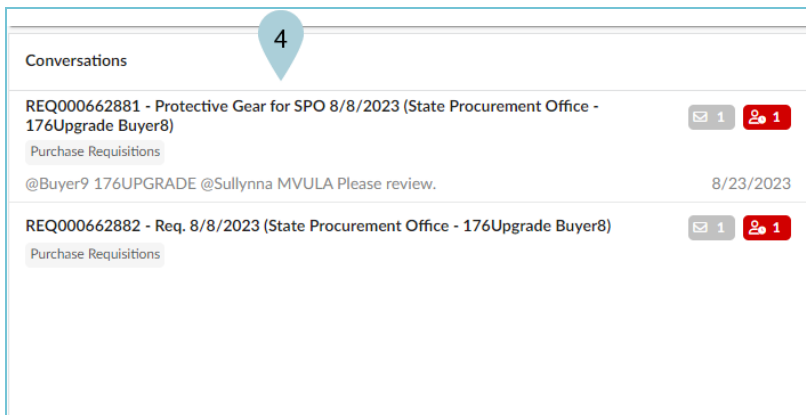 4
Conversations
REQ000662881 - Protective Gear for SPO 8/8/2023 (State Procurement Office -
176Upgrade Buyer8)
1 1
Purchase Requisitions
@Buyer9 176UPGRADE @Sullynna MVULA Please review. 8/23/2023
REQ000662882 - Req. 8/8/2023 (State Procurement Office - 176Upgrade Buyer8) 1 1
Purchase Requisitions